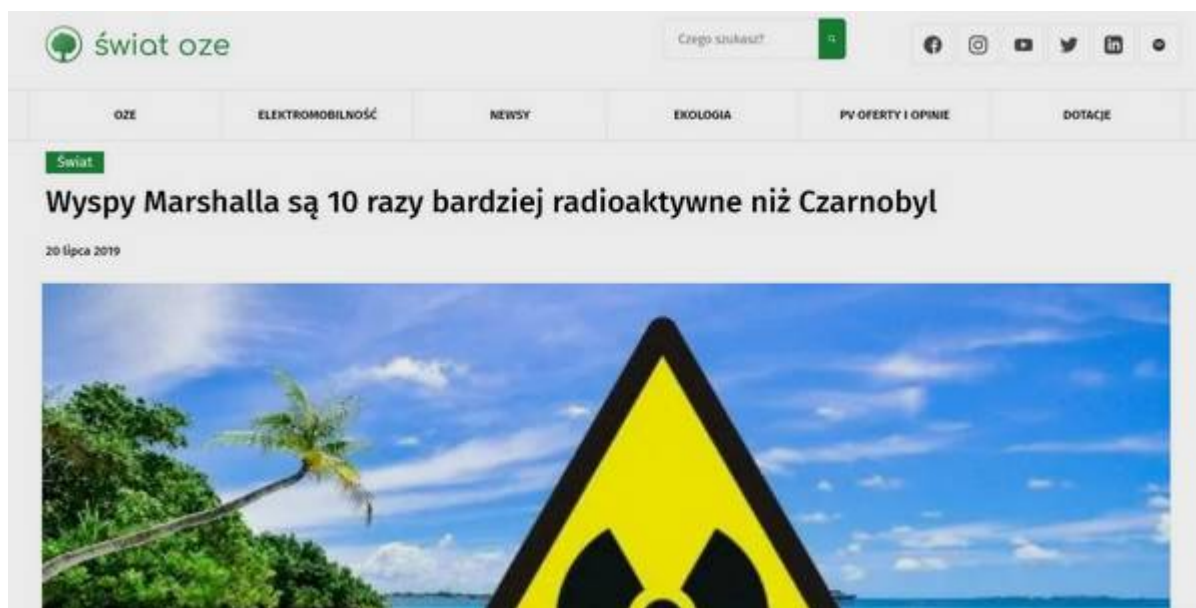 świat oze
Czego szukasz?
OZE ELEKTROMOBILNOŚĆ NEWSY EKOLOGIA PV OFERTY I OPINIE DOTACJE
Świat
Wyspy Marshalla są 10 razy bardziej radioaktywne niż Czarnobyl
20 lipca 2019